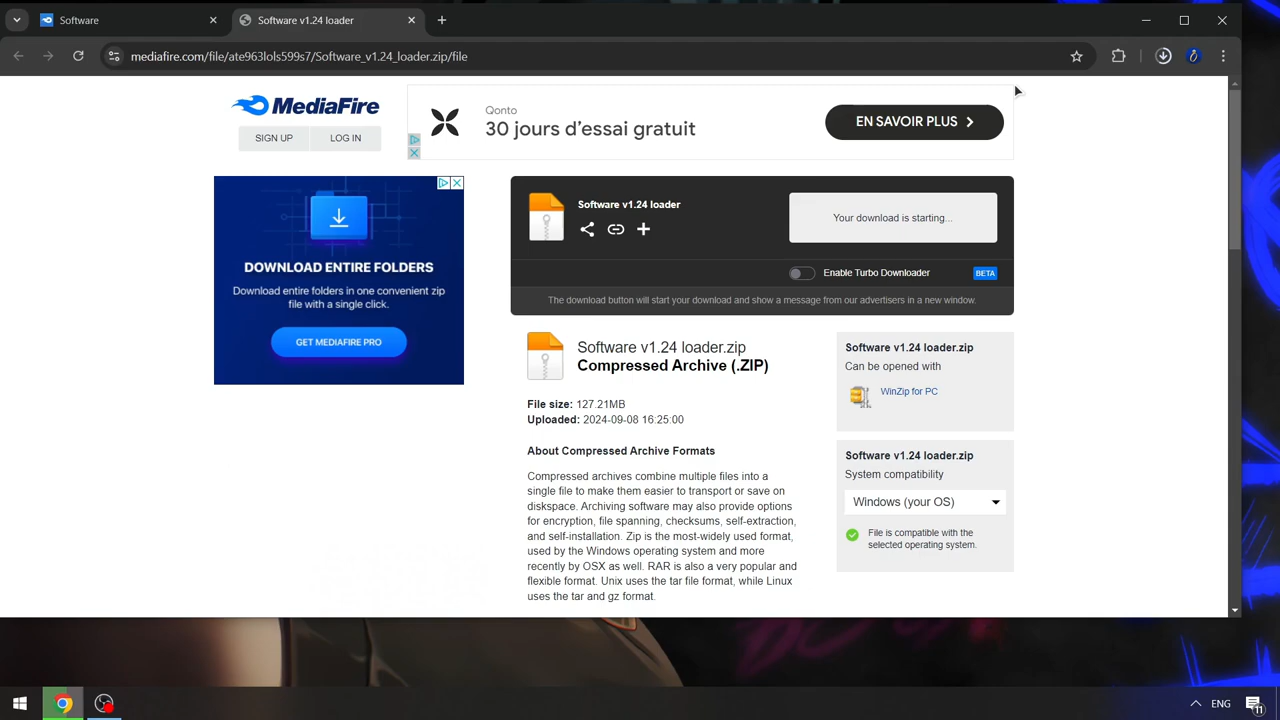 Software
Software v1.24 loader
mediafire.com/file/ate963lols599s7/Software_v1.24_loader.zip/file
MediaFire
SIGN UP
LOG IN
Qonto
30 jours d’essai gratuit
EN SAVOIR PLUS
DOWNLOAD ENTIRE FOLDERS
Download entire folders in one convenient zip
file with a single click.
GET MEDIAFIRE PRO
Software v1.24 loader
Your download is starting...
Enable Turbo Downloader
BETA
The download button will start your download and show a message from our advertisers in a new window.
Software v1.24 loader.zip
Compressed Archive (.ZIP)
File size: 127.21MB
Uploaded: 2024-09-08 16:25:00
About Compressed Archive Formats
Compressed archives combine multiple files into a
single file to make them easier to transport or save on
diskspace. Archiving software may also provide options
for encryption, file spanning, checksums, self-extraction,
and self-installation. Zip is the most-widely used format,
used by the Windows operating system and more
recently by OSX as well. RAR is also a very popular and
flexible format. Unix uses the tar file format, while Linux
uses the tar and gz format.
Software v1.24 loader.zip
Can be opened with
WinZip for PC
Software v1.24 loader.zip
System compatibility
Windows (your OS)
File is compatible with the
selected operating system.
ENG
11